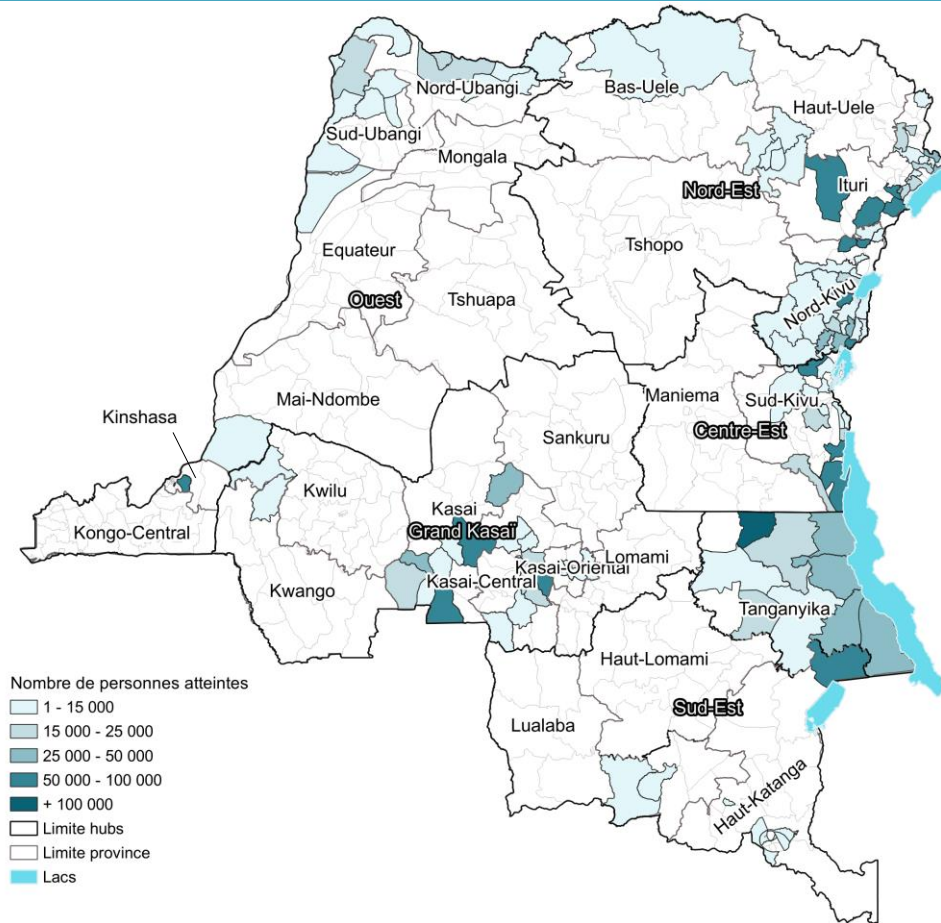 Nord-Ubangi
Bas-Uele
Haut-Uele
Sud-Ubangi
Mongala
Nord-Est
Ituri
Equateur
Tshopo
Ouest
Tshuapa
Nord-Kivu
Maniema
Sud-Kivu
Mai-Ndombe
Kinshasa
Sankuru
Centre-Est
Kwilu
Kasai
Kongo-Central
Grand Kasaï
Lomami
Kasai-Oriental
Kasai-Central
Kwango
Tanganyika
Haut-Lomami
Lualaba
Sud-Est
Haut-Katanga
Nombre de personnes atteintes
1 - 15 000
15 000 - 25 000
25 000 - 50 000
50 000 - 100 000
+ 100 000
Limite hubs
Limite province
Lacs